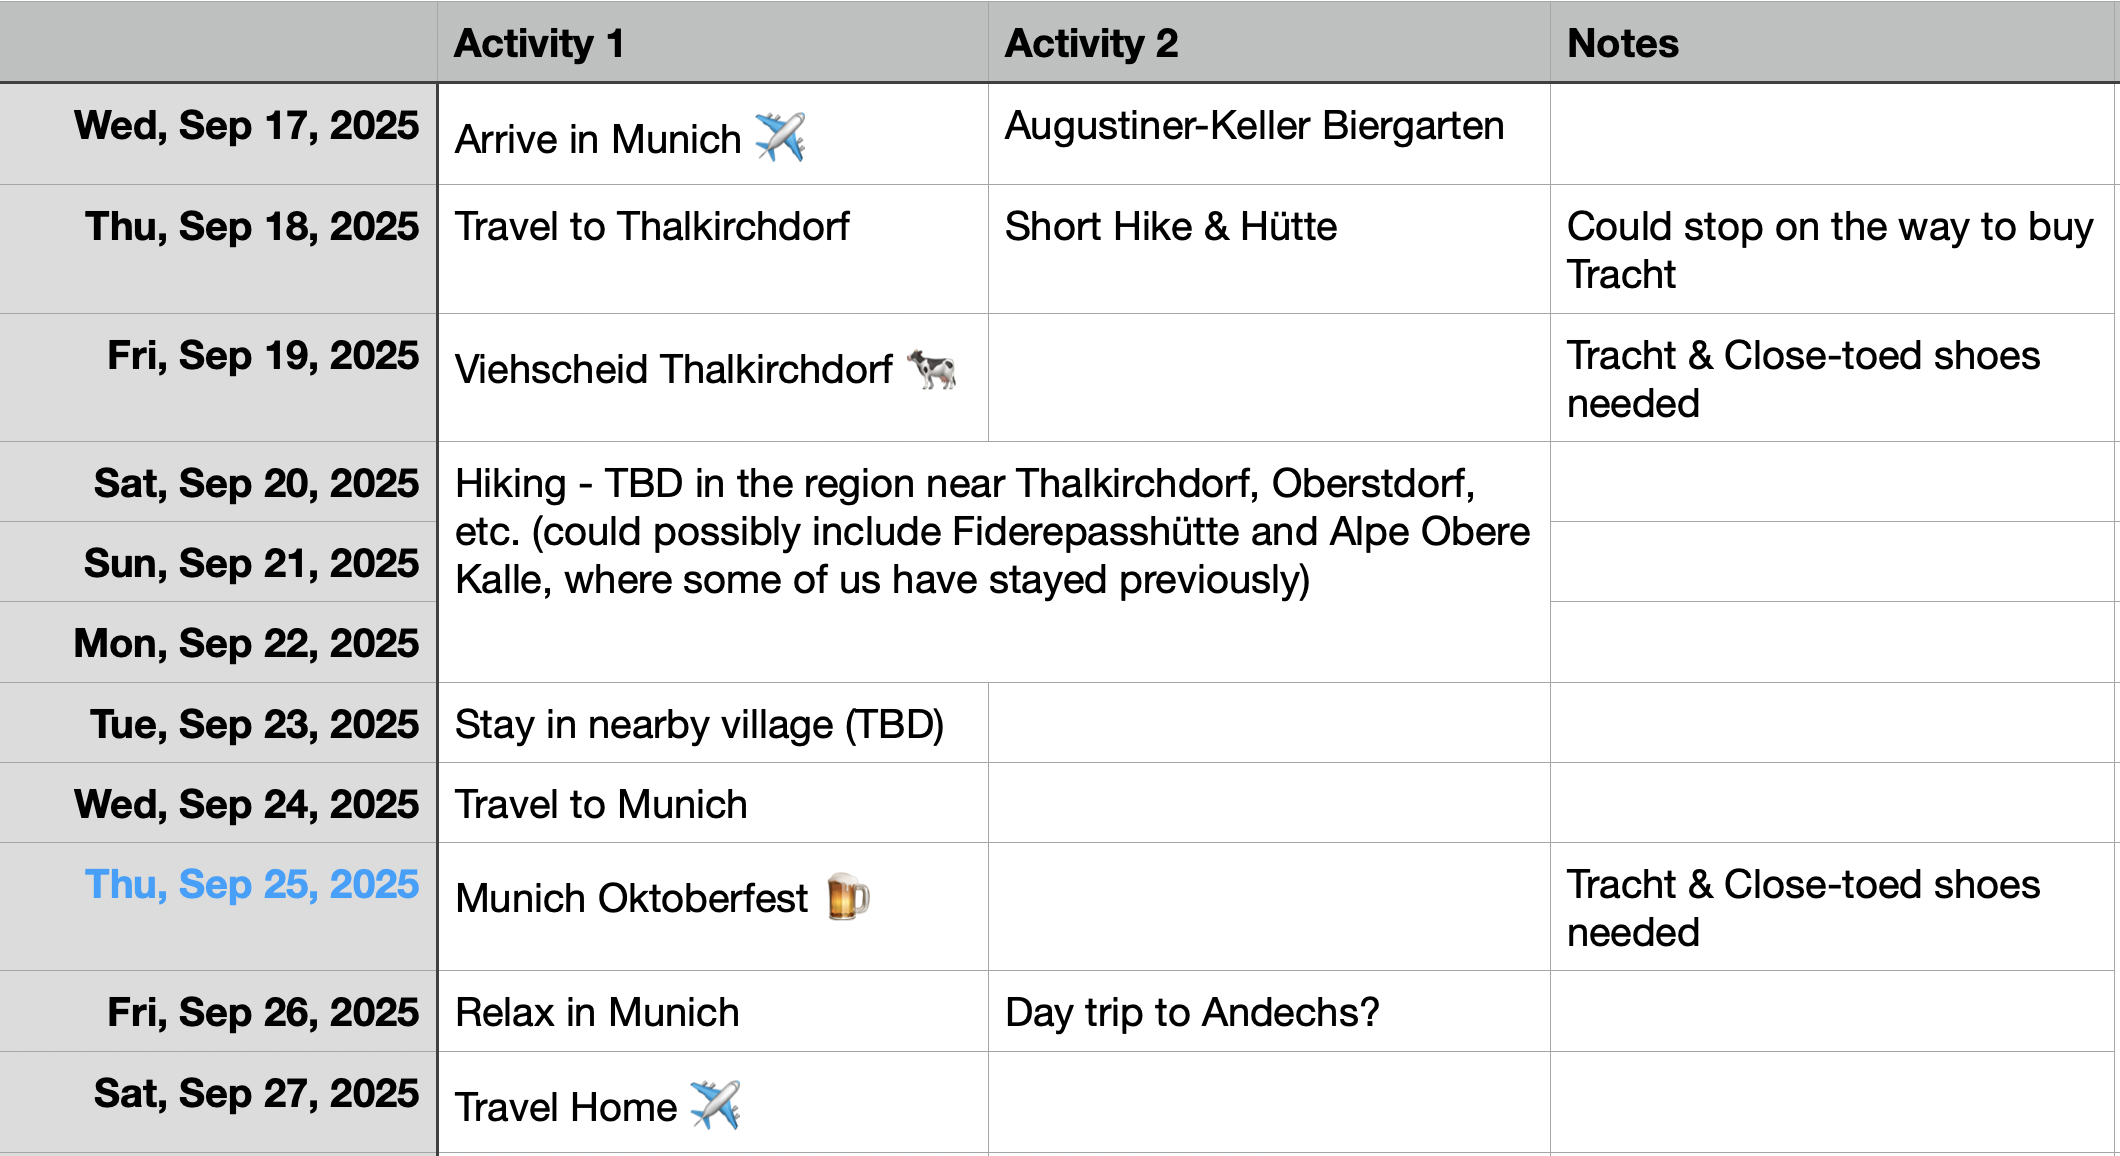 Activity 1 Activity 2 Notes
Wed, Sep 17, 2025 Arrive in Munich ✈️ Augustiner-Keller Biergarten
Thu, Sep 18, 2025 Travel to Thalkirchdorf Short Hike & Hütte Could stop on the way to buy
Tracht
Fri, Sep 19, 2025 Viehscheid Thalkirchdorf 🐄 Tracht & Close-toed shoes
needed
Sat, Sep 20, 2025 Hiking - TBD in the region near Thalkirchdorf, Oberstdorf,
etc. (could possibly include Fiderepasshütte and Alpe Obere
Sun, Sep 21, 2025 Kalle, where some of us have stayed previously)
Mon, Sep 22, 2025
Tue, Sep 23, 2025 Stay in nearby village (TBD)
Wed, Sep 24, 2025 Travel to Munich
Thu, Sep 25, 2025 Munich Oktoberfest 🍺 Tracht & Close-toed shoes
needed
Fri, Sep 26, 2025 Relax in Munich Day trip to Andechs?
Sat, Sep 27, 2025 Travel Home ✈️